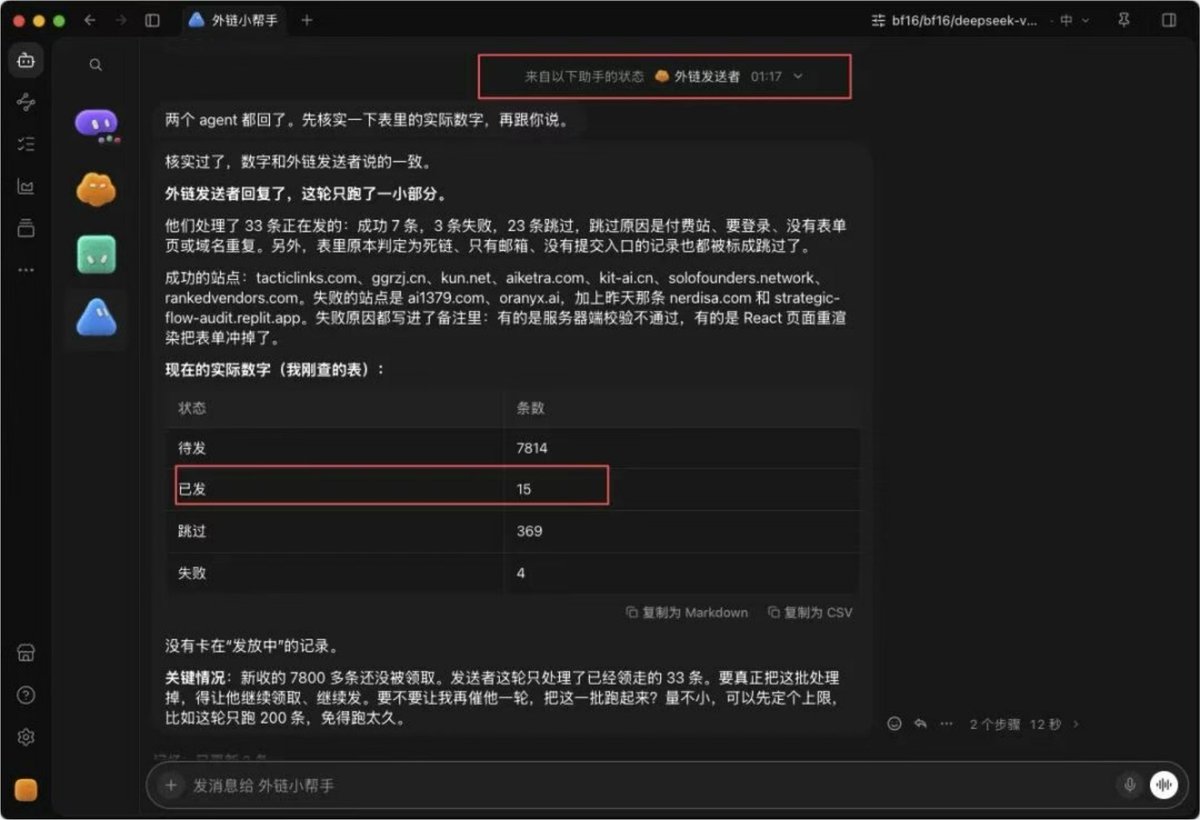 外链小帮手
bf16/bf16/deepseek-v... · 中
来自以下助手的状态 外链发送者 01:17
两个 agent 都回了。先核实一下表里的实际数字，再跟你说。
核实过了，数字和外链发送者说的一致。
外链发送者回复了，这轮只跑了一小部分。
他们处理了 33 条正在发的：成功 7 条，3 条失败，23 条跳过，跳过原因是付费站、要登录、没有表单
页或域名重复。另外，表里原本判定为死链、只有邮箱、没有提交入口的记录也都被标成跳过了。
成功的站点：tacticlinks.com、ggrzj.cn、kun.net、aiketra.com、kit-ai.cn、solofounders.network、
rankedvendors.com。失败的站点是 ai1379.com、oranyx.ai，加上昨天那条 nerdisa.com 和 strategic-
flow-audit.replit.app。失败原因都写进了备注里：有的是服务器端校验不通过，有的是 React 页面重渲
染把表单冲掉了。
现在的实际数字（我刚查的表）：
状态 条数
待发 7814
已发 15
跳过 369
失败 4
复制为 Markdown 复制为 CSV
没有卡在“发放中”的记录。
关键情况：新收的 7800 多条还没被领取。发送者这轮只处理了已经领走的 33 条。要真正把这批处理
掉，得让他继续领取、继续发。要不要让我再催他一轮，把这一批跑起来？量不小，可以先定个上限，
比如这轮只跑 200 条，免得跑太久。
2 个步骤 12 秒
发消息给 外链小帮手